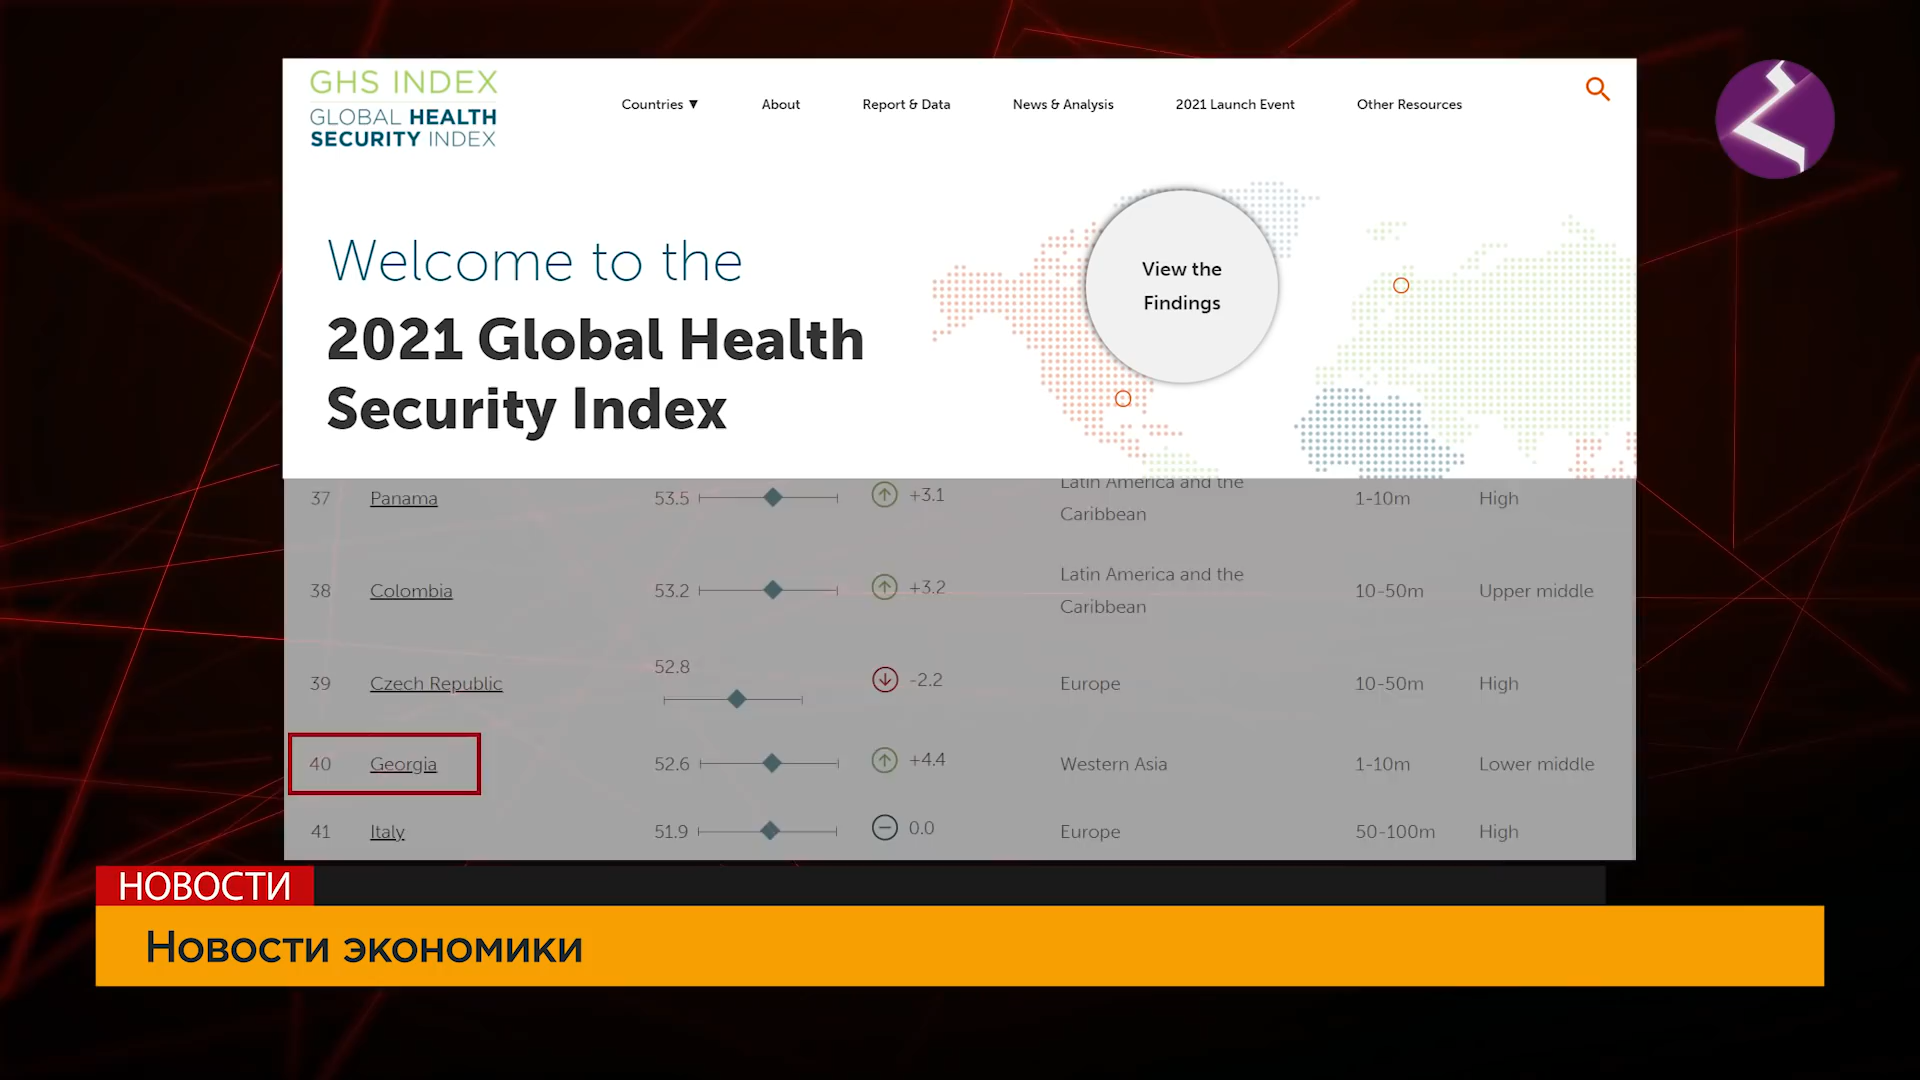 GHS INDEX
GLOBAL HEALTH
SECURITY INDEX
Countries ▼ About Report & Data News & Analysis 2021 Launch Event Other Resources
Welcome to the
2021 Global Health
Security Index
View the
Findings
37 Panama 53.5 +3.1 Latin America and the
Caribbean 1-10m High
38 Colombia 53.2 +3.2 Latin America and the
Caribbean 10-50m Upper middle
39 Czech Republic 52.8 -2.2 Europe 10-50m High
40 Georgia 52.6 +4.4 Western Asia 1-10m Lower middle
41 Italy 51.9 0.0 Europe 50-100m High
НОВОСТИ
Новости экономики